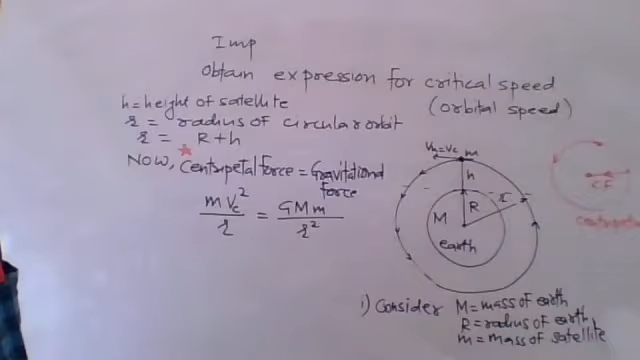 Imp
Obtain expression for critical speed
(orbital speed)
h = height of satellite
r = radius of circular orbit
r = R + h
Now, Centripetal force = Gravitational
force
mVc²/r = GMm/r²
Vh = Vc m
h
M R r
earth
C.F
1) Consider M = mass of earth
R = radius of earth
m = mass of satellite